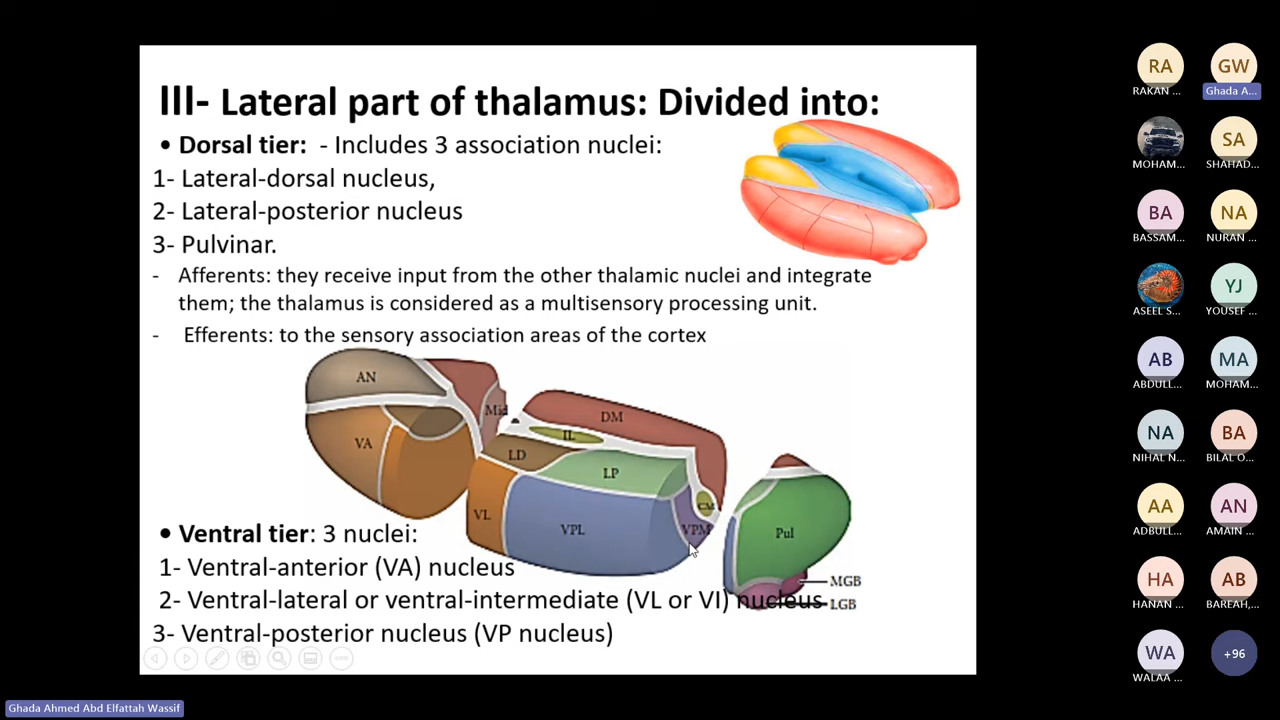 III- Lateral part of thalamus: Divided into:
• Dorsal tier: - Includes 3 association nuclei:
1- Lateral-dorsal nucleus,
2- Lateral-posterior nucleus
3- Pulvinar.
- Afferents: they receive input from the other thalamic nuclei and integrate
them; the thalamus is considered as a multisensory processing unit.
- Efferents: to the sensory association areas of the cortex
AN
Mid
DM
VA
IL
LD
LP
CM
VL
VPL
VPM
Pul
MGB
LGB
• Ventral tier: 3 nuclei:
1- Ventral-anterior (VA) nucleus
2- Ventral-lateral or ventral-intermediate (VL or VI) nucleus
3- Ventral-posterior nucleus (VP nucleus)
Ghada Ahmed Abd Elfattah Wassif
RA
RAKAN ...
GW
Ghada A...
MOHAM...
SA
SHAHAD...
BA
BASSAM...
NA
NURAN ...
ASEEL S...
YJ
YOUSEF ...
AB
ABDULL...
MA
MOHAM...
NA
NIHAL N...
BA
BILAL O...
AA
ADBULL...
AN
AMAIN ...
HA
HANAN ...
AB
BAREAH,...
WA
WALAA ...
+96